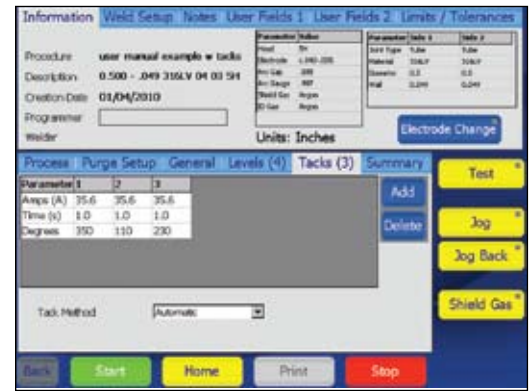 Information Weld Setup Notes User Fields 1 User Fields 2 Limits / Tolerances
Procedure user manual example w tacks
Description 0.500 - .049 316LV 04 03 SH
Creation Date 01/04/2010
Programmer
Welder
Parameter Value
Head
Electrode
Arc Gap
Arc Gauge
Shield Gas Argon
ID Gas Argon
Units: Inches
Parameter Side 1 Side 2
Joint Type Tube Tube
Material 316LV 316LV
Diameter 0.5 0.5
Wall 0.049 0.049
Electrode Change
Process Purge Setup General Levels (4) Tacks (3) Summary
Parameter 1 2 3
Amps (A) 35.6 35.6 35.6
Time (s) 1.0 1.0 1.0
Degrees 350 110 230
Add
Delete
Tack Method Automatic
Test
Jog
Jog Back
Shield Gas
Back Start Home Print Stop